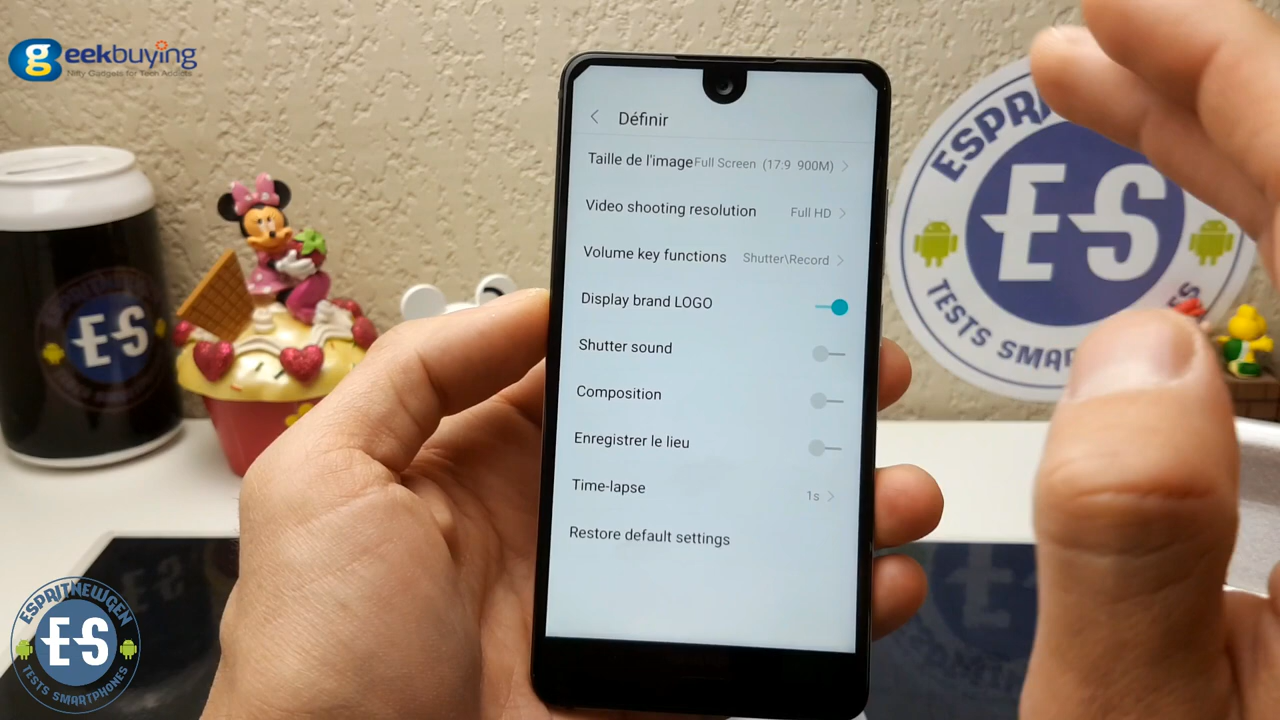 geekbuying
Nifty Gadgets for Tech Addicts
Définir
Taille de l'image Full Screen (17:9 900M)
Video shooting resolution Full HD
Volume key functions Shutter\Record
Display brand LOGO
Shutter sound
Composition
Enregistrer le lieu
Time-lapse 1s
Restore default settings
ES
TESTS SMAR
ES
ESPRITNEWGEN
ES
TESTS SMARTPHONES